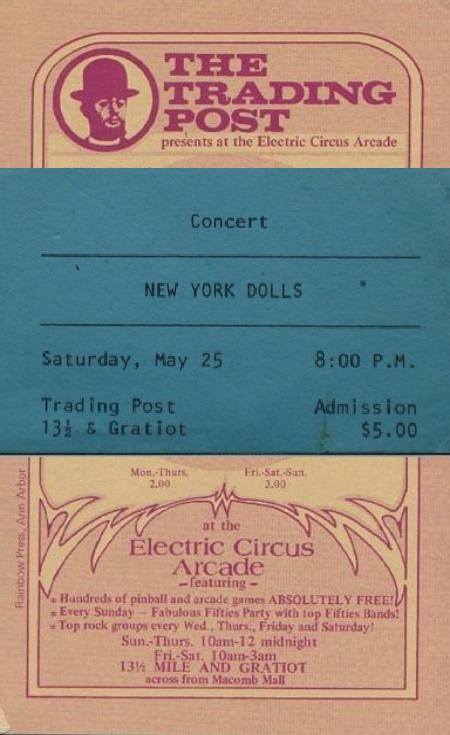 THE
TRADING
POST
presents at the Electric Circus Arcade
Concert
NEW YORK DOLLS
Saturday, May 25 8:00 P.M.
Trading Post Admission
13½ & Gratiot $5.00
Mon.-Thurs. Fri.-Sat.-Sun.
2.00 3.00
at the
Electric Circus
Arcade
–featuring–
Hundreds of pinball and arcade games ABSOLUTELY FREE!
Every Sunday – Fabulous Fifties Party with top Fifties Bands!
Top rock groups every Wed., Thurs., Friday and Saturday!
Sun.-Thurs. 10am-12 midnight
Fri.-Sat. 10am-3am
13½ MILE AND GRATIOT
across from Macomb Mall
Rainbow Press, Ann Arbor